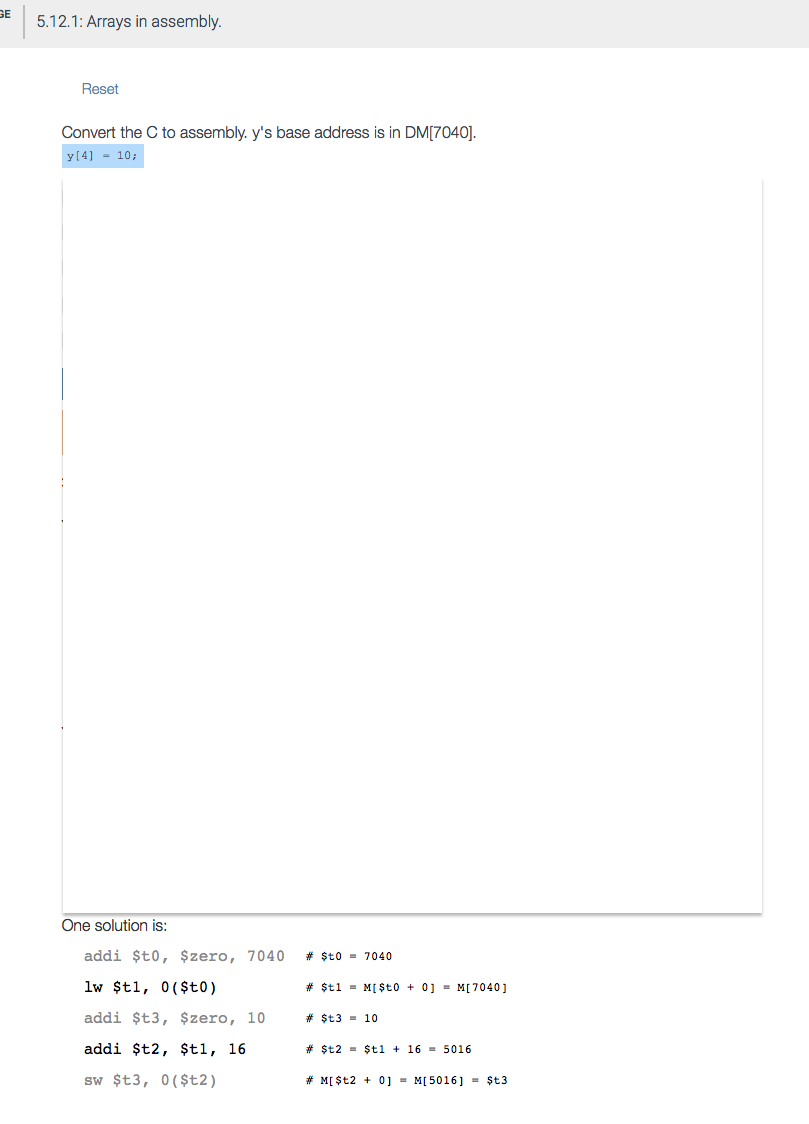 GE
5.12.1: Arrays in assembly.
Reset
Convert the C to assembly. y's base address is in DM[7040].
y[4] = 10;
One solution is:
addi $t0, $zero, 7040 # $t0 = 7040
lw $t1, 0($t0) # $t1 = M[$t0 + 0] = M[7040]
addi $t3, $zero, 10 # $t3 = 10
addi $t2, $t1, 16 # $t2 = $t1 + 16 = 5016
sw $t3, 0($t2) # M[$t2 + 0] = M[5016] = $t3